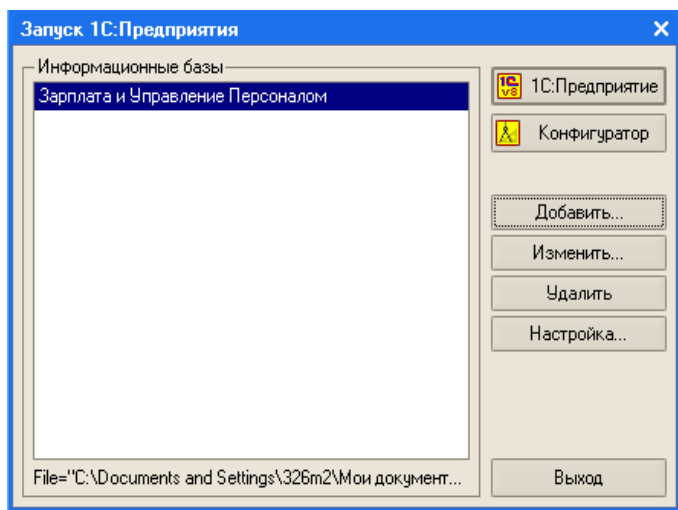 Запуск 1С:Предприятия
Информационные базы
Зарплата и Управление Персоналом
1С:Предприятие
Конфигуратор
Добавить...
Изменить...
Удалить
Настройка...
File="C:\Documents and Settings\326m2\Мои документ...
Выход